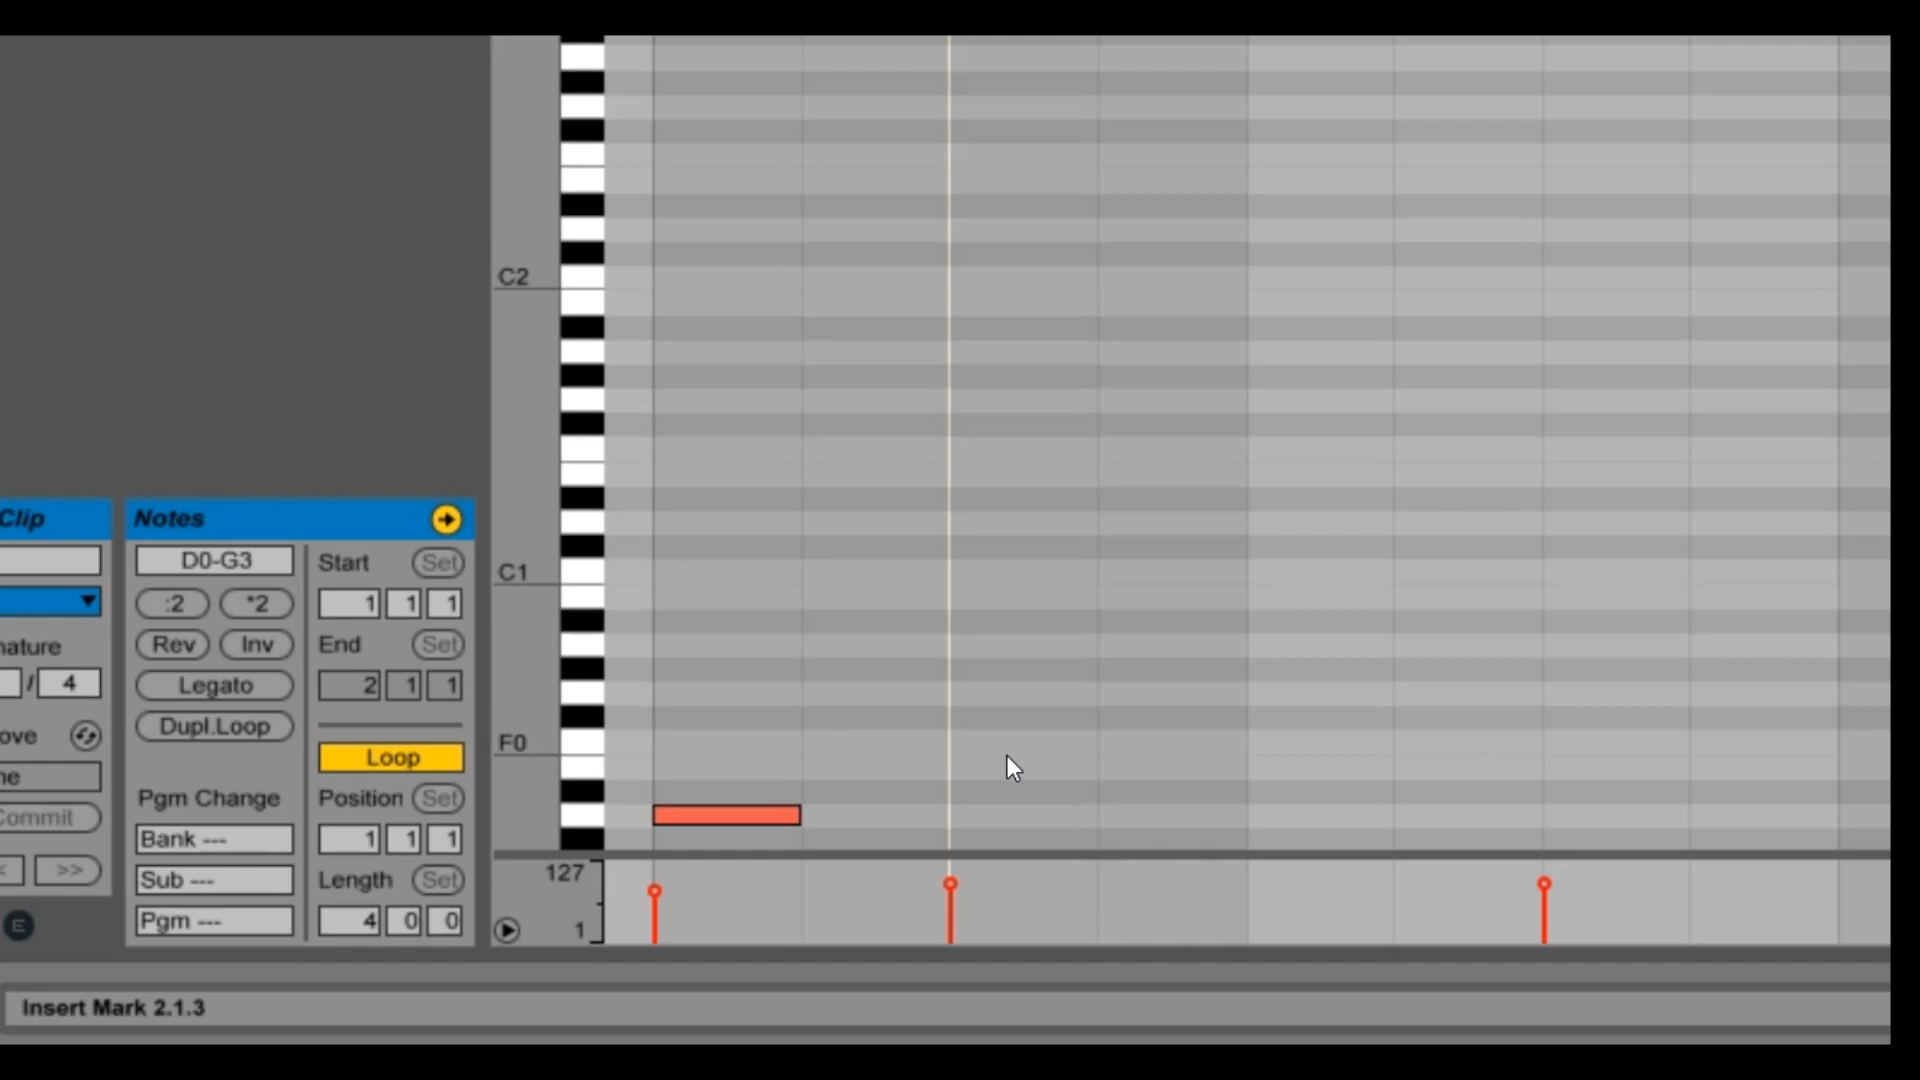 C2
C1
F0
127
1
Clip
nature
/ 4
ove
ne
Commit
<
>>
E
Notes
D0-G3
:2 *2
Rev Inv
Legato
Dupl.Loop
Pgm Change
Bank ---
Sub ---
Pgm ---
Start Set
1 1 1
End Set
2 1 1
Loop
Position Set
1 1 1
Length Set
4 0 0
Insert Mark 2.1.3